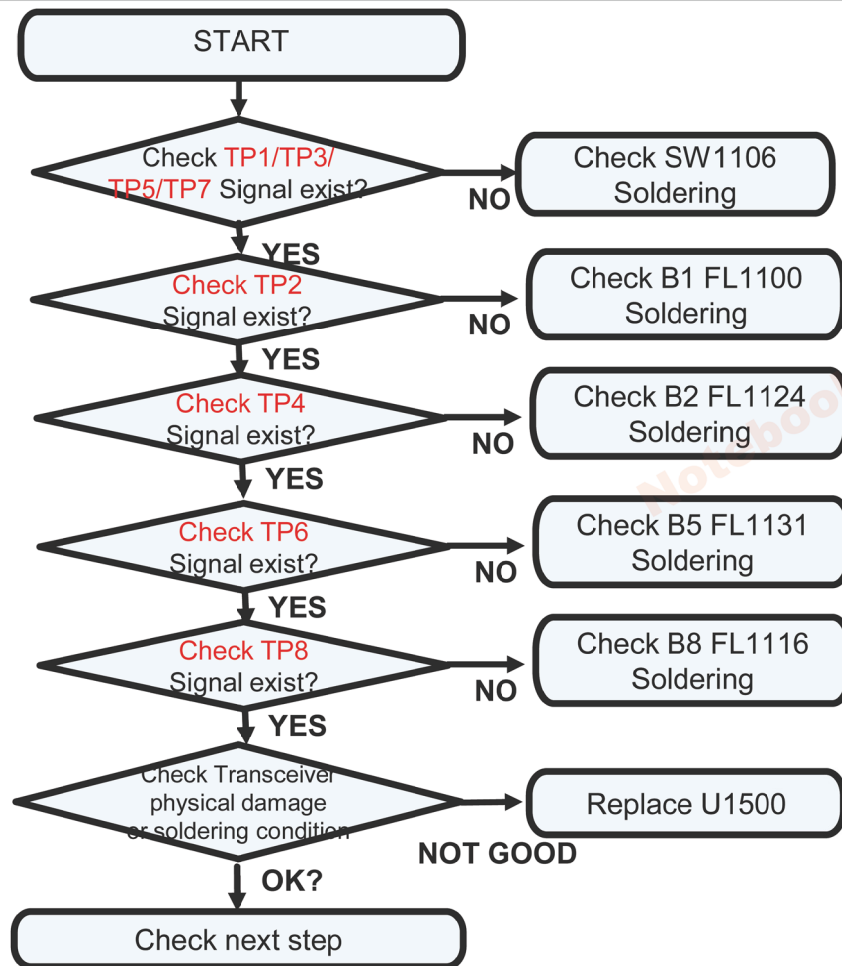 START
Check TP1/TP3/
TP5/TP7 Signal exist?
NO
Check SW1106
Soldering
YES
Check TP2
Signal exist?
NO
Check B1 FL1100
Soldering
YES
Check TP4
Signal exist?
NO
Check B2 FL1124
Soldering
YES
Check TP6
Signal exist?
NO
Check B5 FL1131
Soldering
YES
Check TP8
Signal exist?
NO
Check B8 FL1116
Soldering
YES
Check Transceiver
physical damage
or soldering condition
NOT GOOD
Replace U1500
OK?
Check next step
Notebook